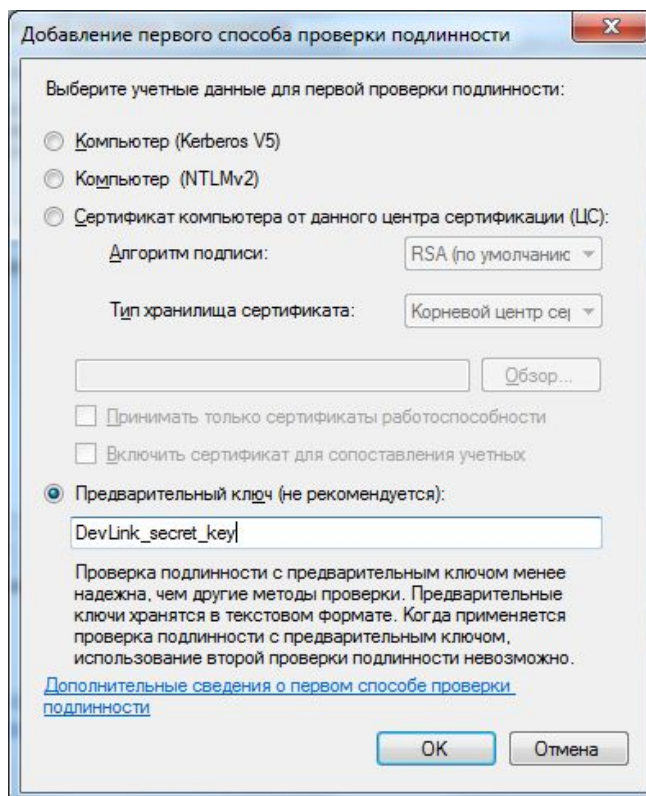 Добавление первого способа проверки подлинности
Выберите учетные данные для первой проверки подлинности:
Компьютер (Kerberos V5)
Компьютер (NTLMv2)
Сертификат компьютера от данного центра сертификации (ЦС):
Алгоритм подписи: RSA (по умолчанию
Тип хранилища сертификата: Корневой центр сер
Обзор...
Принимать только сертификаты работоспособности
Включить сертификат для сопоставления учетных
Предварительный ключ (не рекомендуется):
DevLink_secret_key
Проверка подлинности с предварительным ключом менее
надежна, чем другие методы проверки. Предварительные
ключи хранятся в текстовом формате. Когда применяется
проверка подлинности с предварительным ключом,
использование второй проверки подлинности невозможно.
Дополнительные сведения о первом способе проверки
подлинности
ОК Отмена